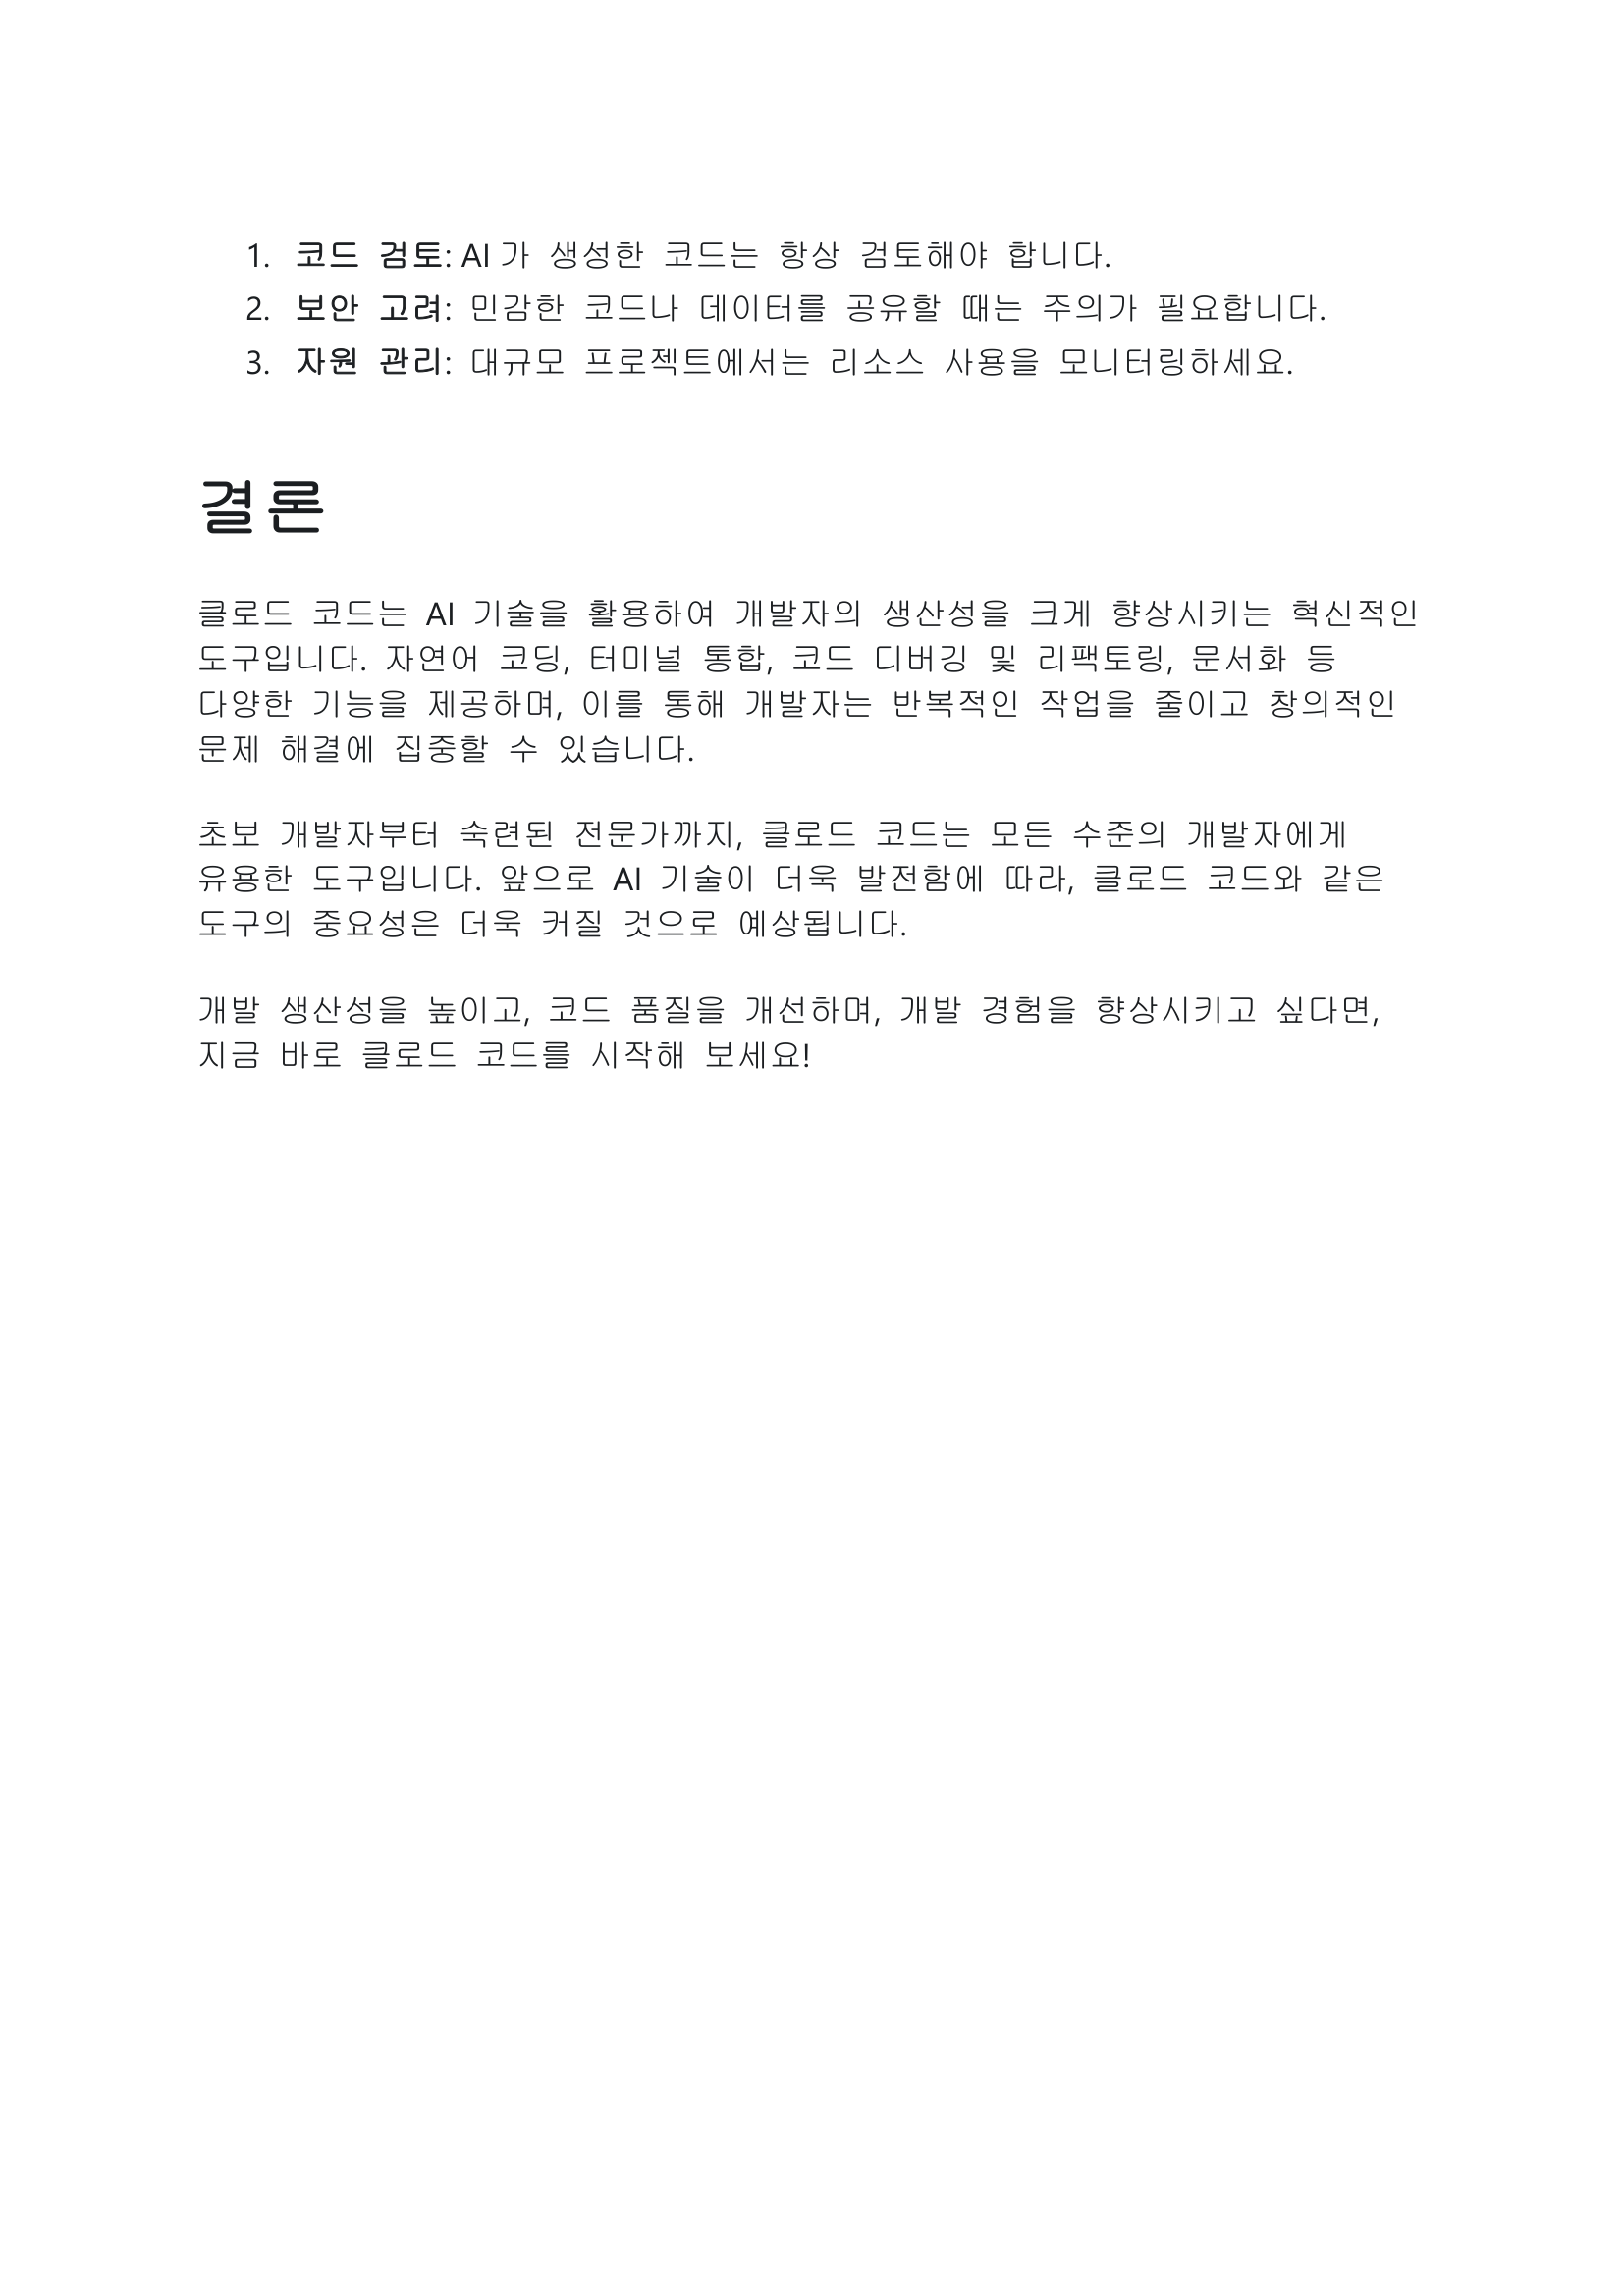 1. 코드 검토: AI 가 생성한 코드는 항상 검토해야 합니다.
2. 보안 고려: 민감한 코드나 데이터를 공유할 때는 주의가 필요합니다.
3. 자원 관리: 대규모 프로젝트에서는 리소스 사용을 모니터링하세요.
결론
클로드 코드는 AI 기술을 활용하여 개발자의 생산성을 크게 향상시키는 혁신적인
도구입니다. 자연어 코딩, 터미널 통합, 코드 디버깅 및 리팩토링, 문서화 등
다양한 기능을 제공하며, 이를 통해 개발자는 반복적인 작업을 줄이고 창의적인
문제 해결에 집중할 수 있습니다.
초보 개발자부터 숙련된 전문가까지, 클로드 코드는 모든 수준의 개발자에게
유용한 도구입니다. 앞으로 AI 기술이 더욱 발전함에 따라, 클로드 코드와 같은
도구의 중요성은 더욱 커질 것으로 예상됩니다.
개발 생산성을 높이고, 코드 품질을 개선하며, 개발 경험을 향상시키고 싶다면,
지금 바로 클로드 코드를 시작해 보세요!